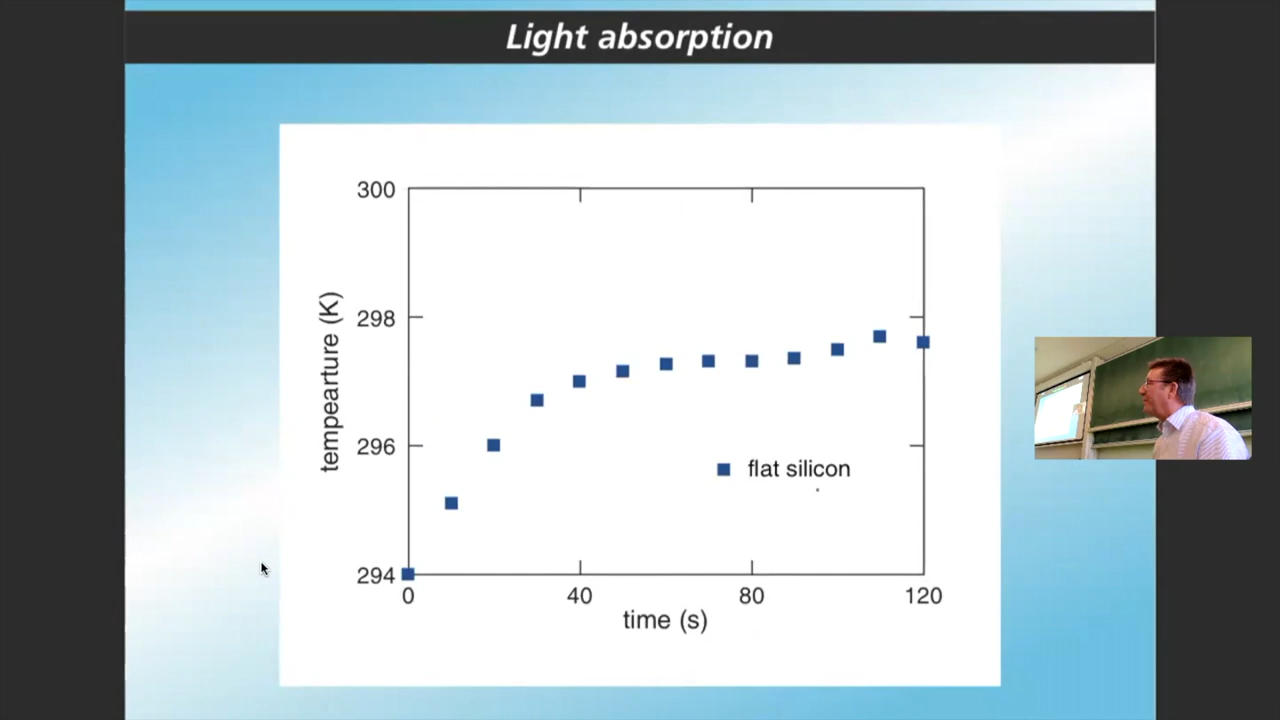 Light absorption
300
298
296
294
tempearture (K)
flat silicon
0 40 80 120
time (s)